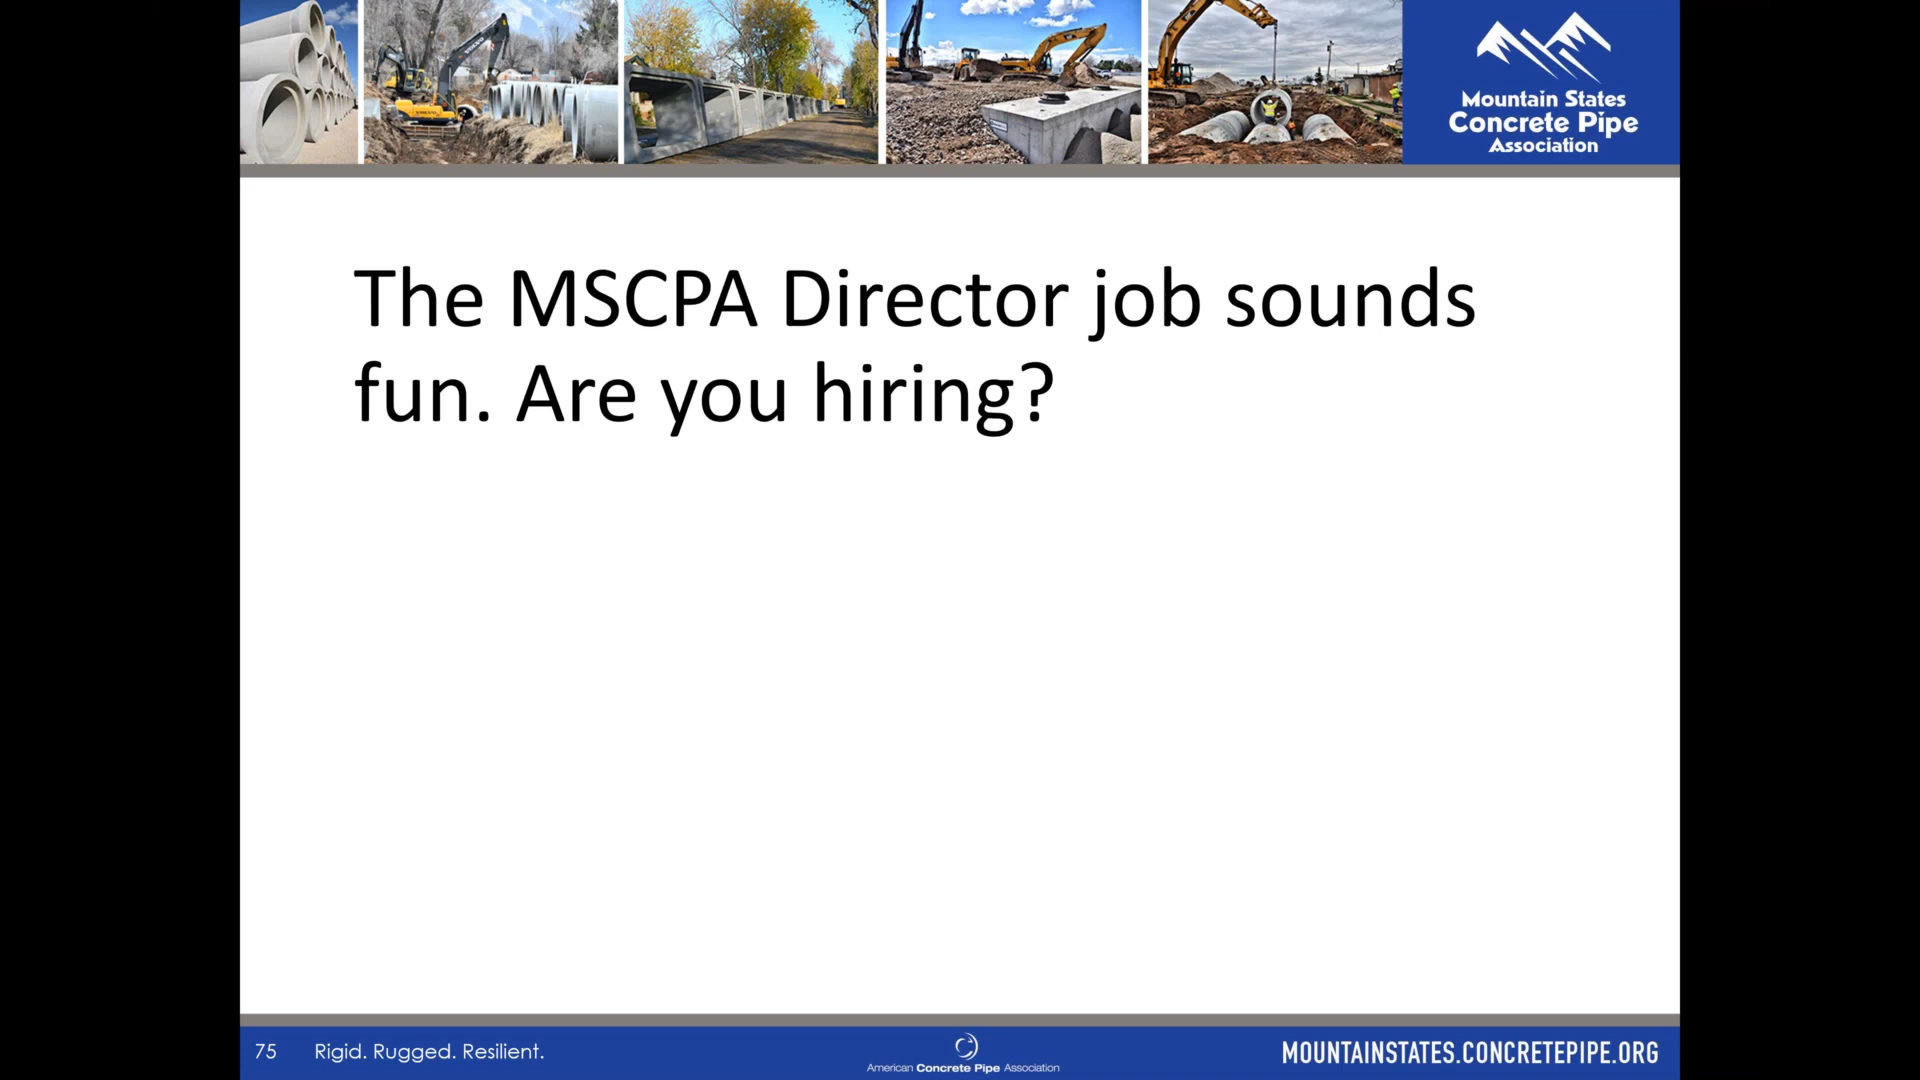 Mountain States
Concrete Pipe
Association
The MSCPA Director job sounds
fun. Are you hiring?
75 Rigid. Rugged. Resilient.
American Concrete Pipe Association
MOUNTAINSTATES.CONCRETEPIPE.ORG